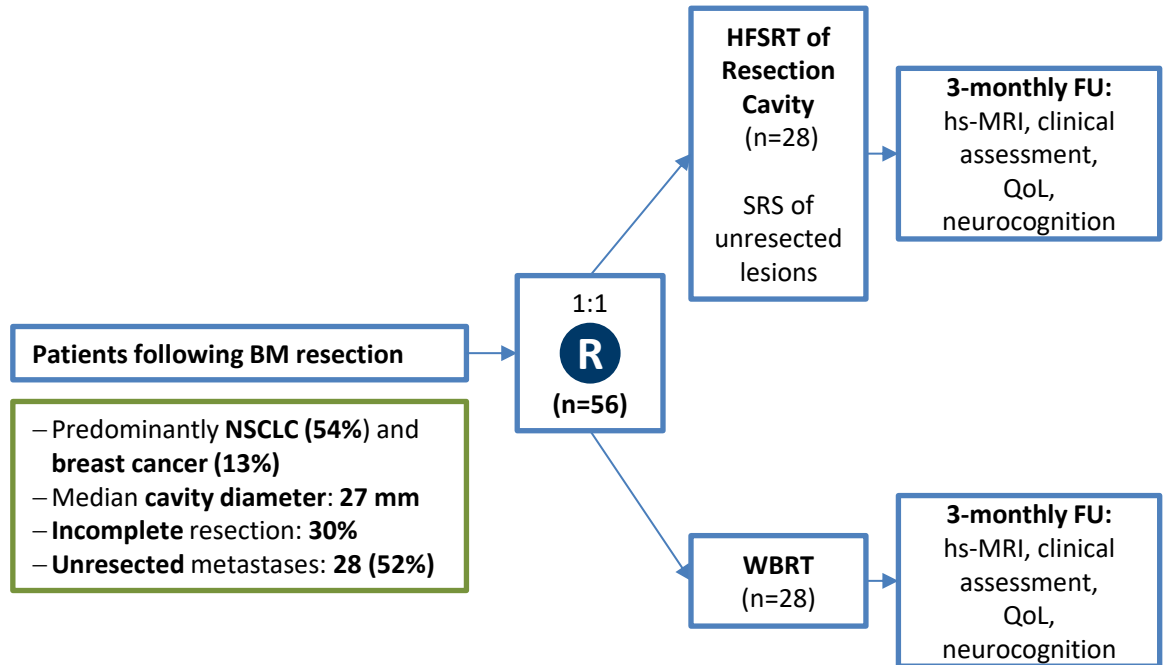 Patients following BM resection
– Predominantly NSCLC (54%) and
breast cancer (13%)
– Median cavity diameter: 27 mm
– Incomplete resection: 30%
– Unresected metastases: 28 (52%)
1:1
R
(n=56)
HFSRT of
Resection
Cavity
(n=28)
SRS of
unresected
lesions
3-monthly FU:
hs-MRI, clinical
assessment,
QoL,
neurocognition
WBRT
(n=28)
3-monthly FU:
hs-MRI, clinical
assessment,
QoL,
neurocognition